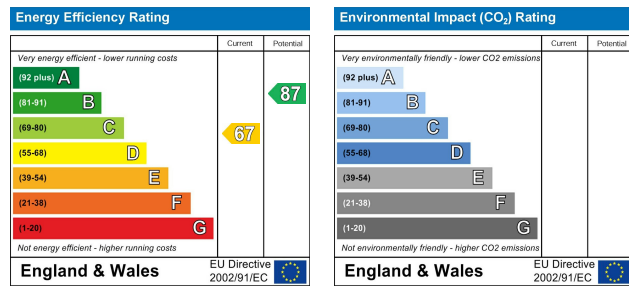 Energy Efficiency Rating
Current Potential
Very energy efficient - lower running costs
(92 plus) A
(81-91) B
87
(69-80) C
67
(55-68) D
(39-54) E
(21-38) F
(1-20) G
Not energy efficient - higher running costs
England & Wales
EU Directive
2002/91/EC
Environmental Impact (CO₂) Rating
Current Potential
Very environmentally friendly - lower CO2 emissions
(92 plus) A
(81-91) B
(69-80) C
(55-68) D
(39-54) E
(21-38) F
(1-20) G
Not environmentally friendly - higher CO2 emissions
England & Wales
EU Directive
2002/91/EC